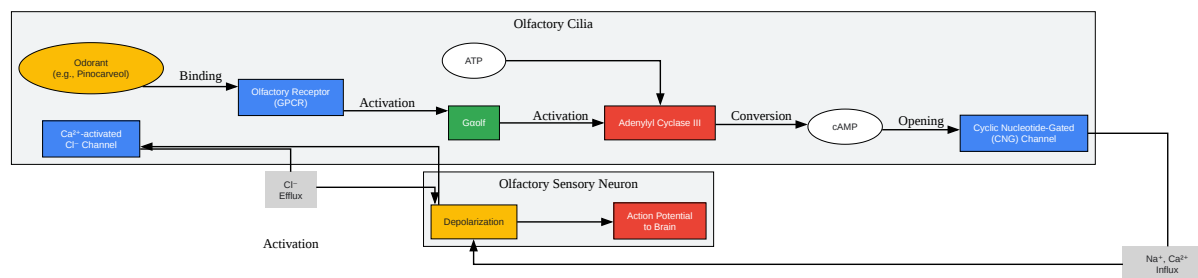 Olfactory Cilia
Odorant
(e.g., Pinocarveol)
Binding
Olfactory Receptor
(GPCR)
Activation
Gαolf
Activation
ATP
Adenylyl Cyclase III
Conversion
cAMP
Opening
Cyclic Nucleotide-Gated
(CNG) Channel
Ca²⁺-activated
Cl⁻ Channel
Cl⁻
Efflux
Olfactory Sensory Neuron
Depolarization
Action Potential
to Brain
Activation
Na⁺, Ca²⁺
Influx